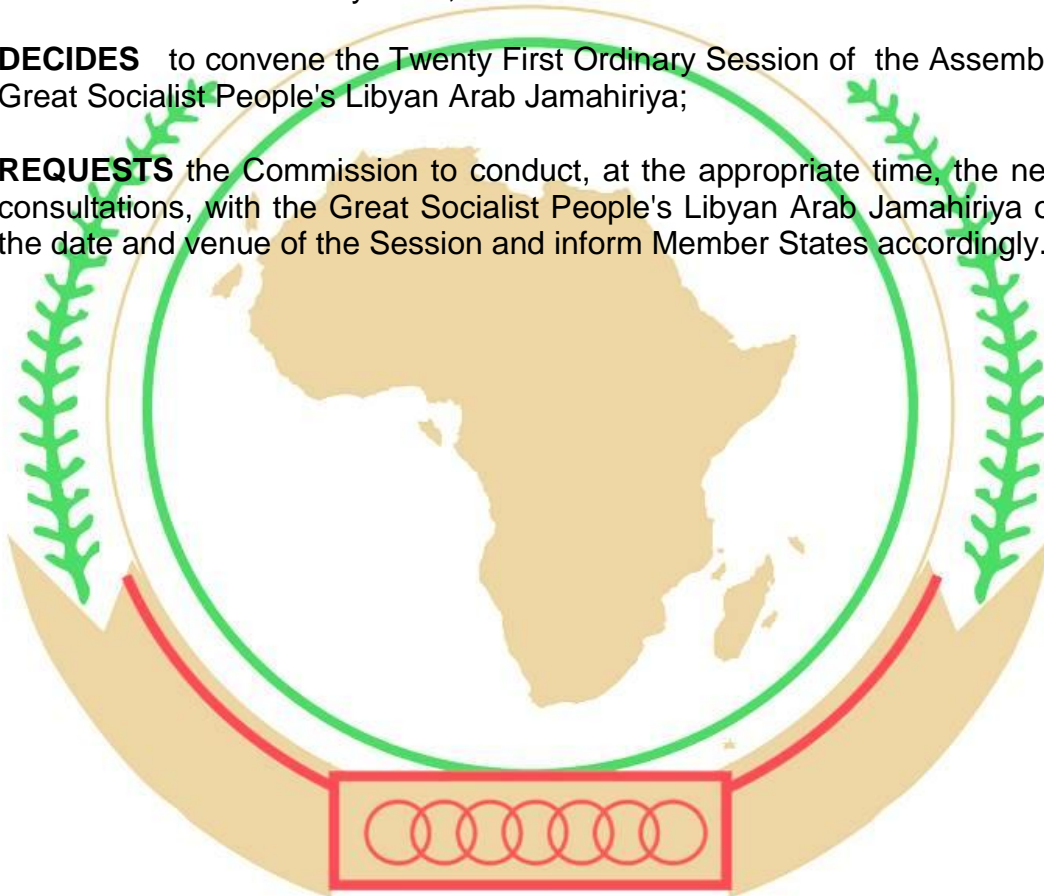 DECIDES to convene the Twenty First Ordinary Session of the Assemb
Great Socialist People's Libyan Arab Jamahiriya;
REQUESTS the Commission to conduct, at the appropriate time, the ne
consultations, with the Great Socialist People's Libyan Arab Jamahiriya
the date and venue of the Session and inform Member States accordingly.